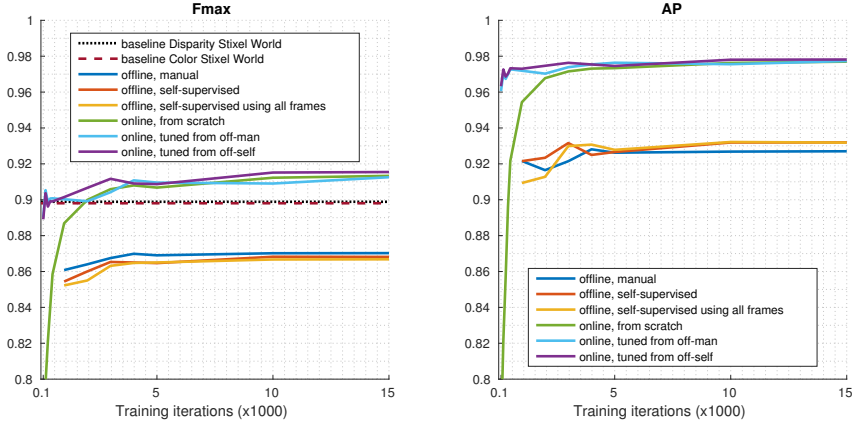 Fmax
1
0.98
0.96
0.94
0.92
0.9
0.88
0.86
0.84
0.82
0.8
baseline Disparity Stixel World
baseline Color Stixel World
offline, manual
offline, self-supervised
offline, self-supervised using all frames
online, from scratch
online, tuned from off-man
online, tuned from off-self
0.1 5 10 15
Training iterations (x1000)
AP
1
0.98
0.96
0.94
0.92
0.9
0.88
0.86
0.84
0.82
0.8
offline, manual
offline, self-supervised
offline, self-supervised using all frames
online, from scratch
online, tuned from off-man
online, tuned from off-self
0.1 5 10 15
Training iterations (x1000)